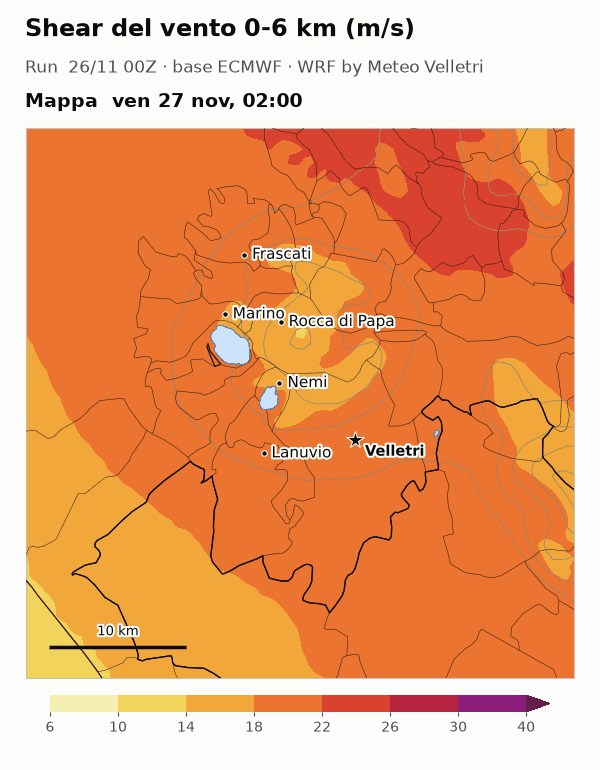 Shear del vento 0-6 km (m/s)
Run 26/11 00Z · base ECMWF · WRF by Meteo Velletri
Mappa ven 27 nov, 02:00
Frascati
Marino
Rocca di Papa
Nemi
Velletri
Lanuvio
10 km
6 10 14 18 22 26 30 40